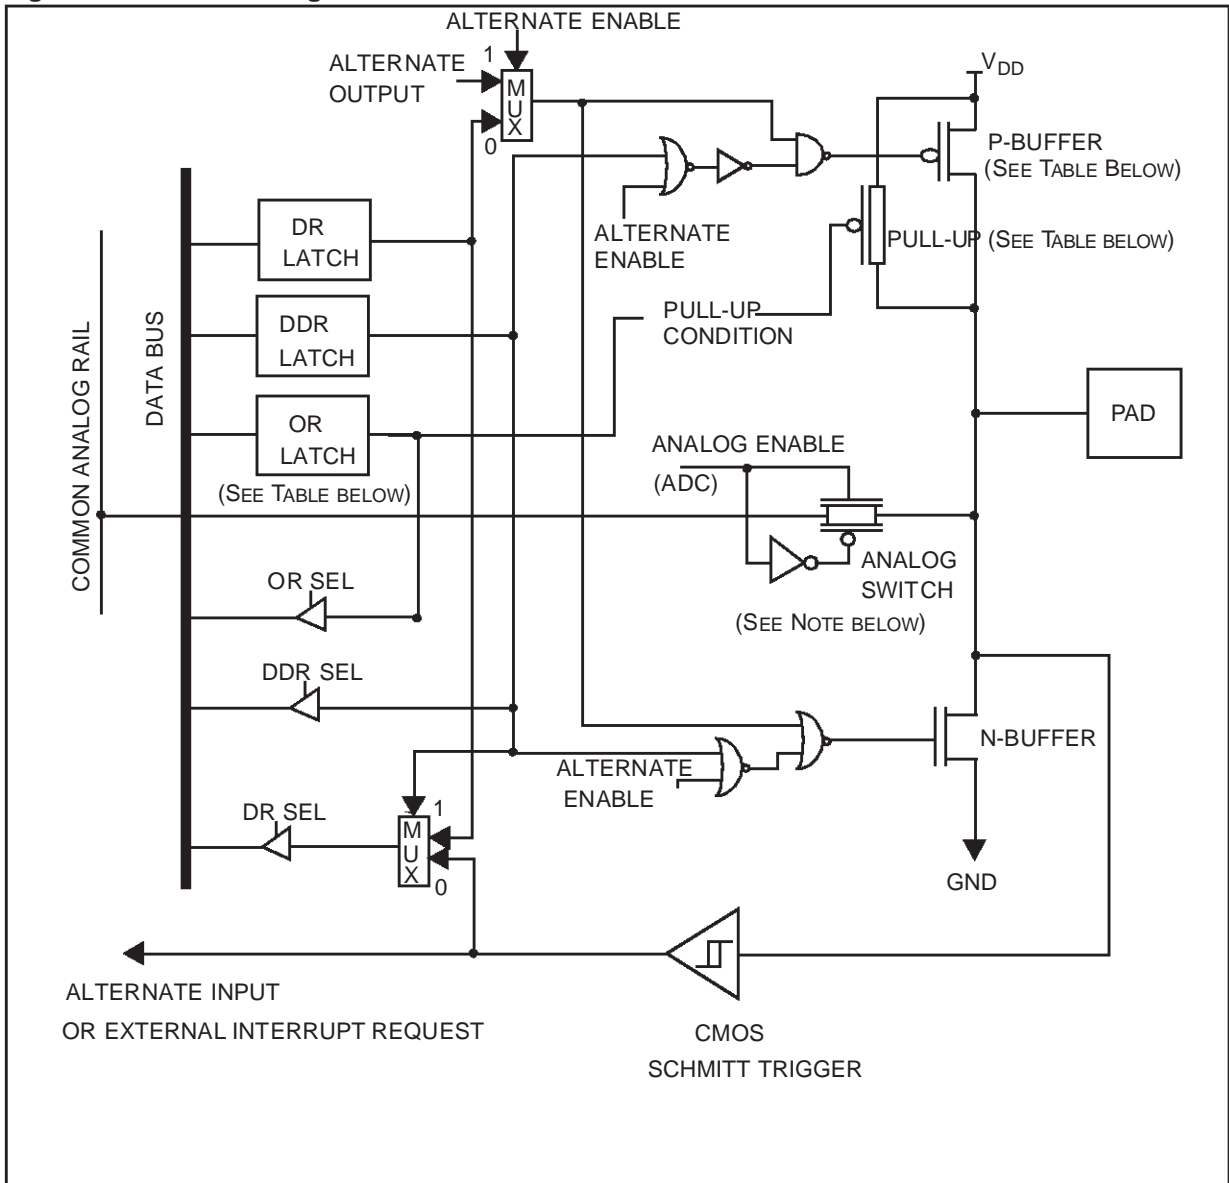 ALTERNATE ENABLE
ALTERNATE
OUTPUT
1
MUX
0
VDD
P-BUFFER
(SEE TABLE BELOW)
ALTERNATE
ENABLE
PULL-UP (SEE TABLE BELOW)
DR
LATCH
PULL-UP
CONDITION
DDR
LATCH
COMMON ANALOG RAIL
DATA BUS
OR
LATCH
(SEE TABLE BELOW)
PAD
ANALOG ENABLE
(ADC)
ANALOG
SWITCH
(SEE NOTE BELOW)
OR SEL
DDR SEL
N-BUFFER
ALTERNATE
ENABLE
DR SEL
1
MUX
0
GND
ALTERNATE INPUT
OR EXTERNAL INTERRUPT REQUEST
CMOS
SCHMITT TRIGGER